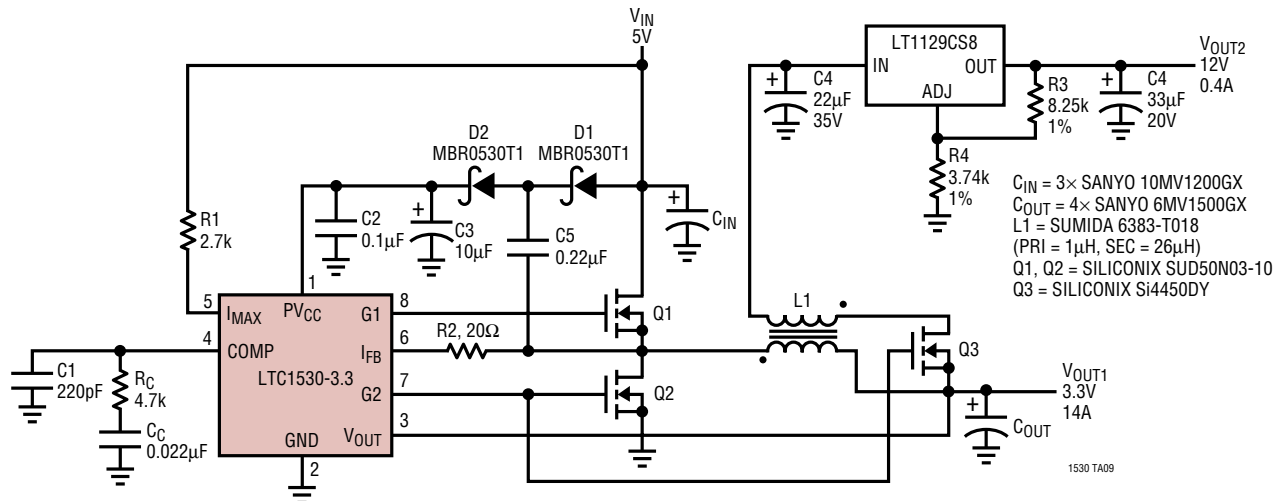 VIN
5V
LT1129CS8
IN
OUT
ADJ
VOUT2
12V
0.4A
+
C4
22µF
35V
R3
8.25k
1%
+
C4
33µF
20V
R4
3.74k
1%
D2
MBR0530T1
D1
MBR0530T1
R1
2.7k
C2
0.1µF
+
C3
10µF
C5
0.22µF
+
CIN
CIN = 3× SANYO 10MV1200GX
COUT = 4× SANYO 6MV1500GX
L1 = SUMIDA 6383-T018
(PRI = 1µH, SEC = 26µH)
Q1, Q2 = SILICONIX SUD50N03-10
Q3 = SILICONIX Si4450DY
1
5
IMAX
PVCC
G1
8
Q1
L1
4
COMP
IFB
6
R2, 20Ω
Q3
LTC1530-3.3
G2
7
Q2
C1
220pF
RC
4.7k
CC
0.022µF
GND
VOUT
3
2
VOUT1
3.3V
14A
+
COUT
1530 TA09